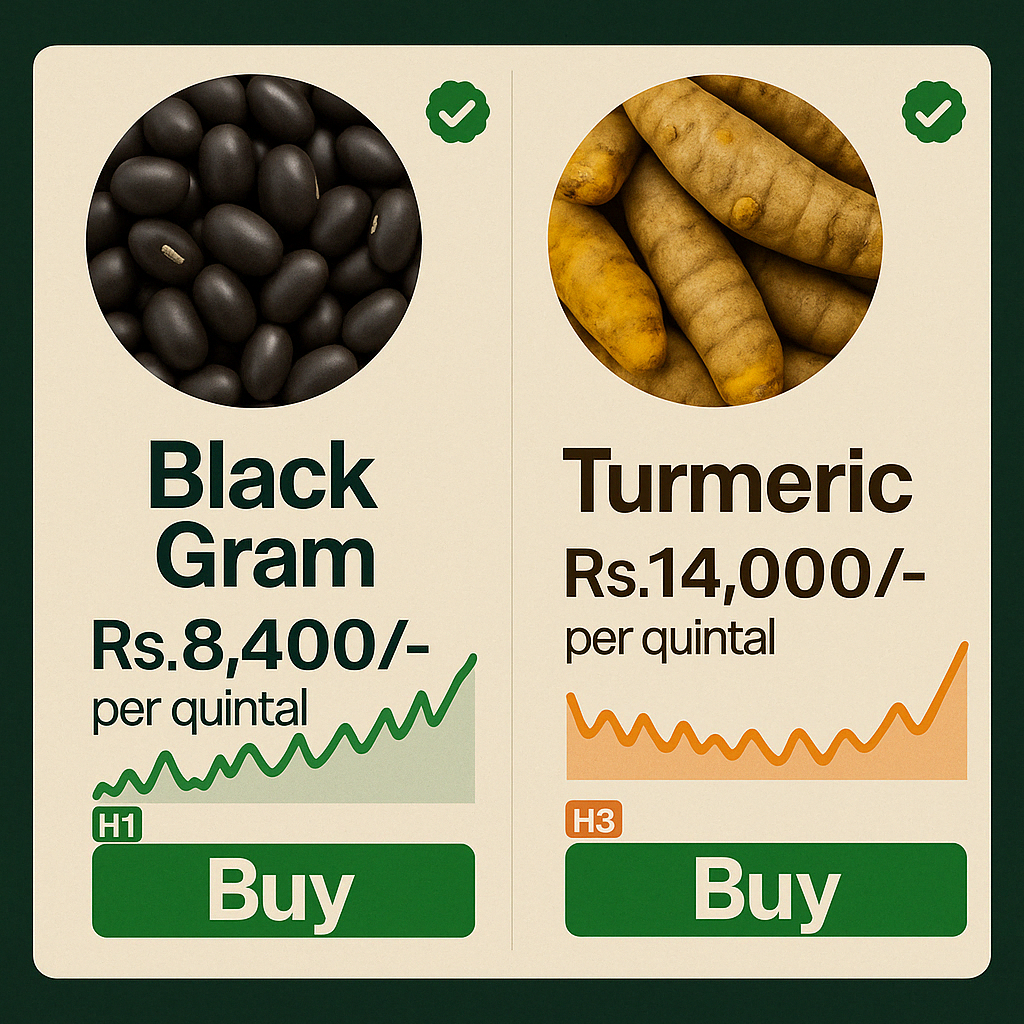 Black
Gram
Rs.8,400/-
per quintal
H1
Buy
Turmeric
Rs.14,000/-
per quintal
H3
Buy